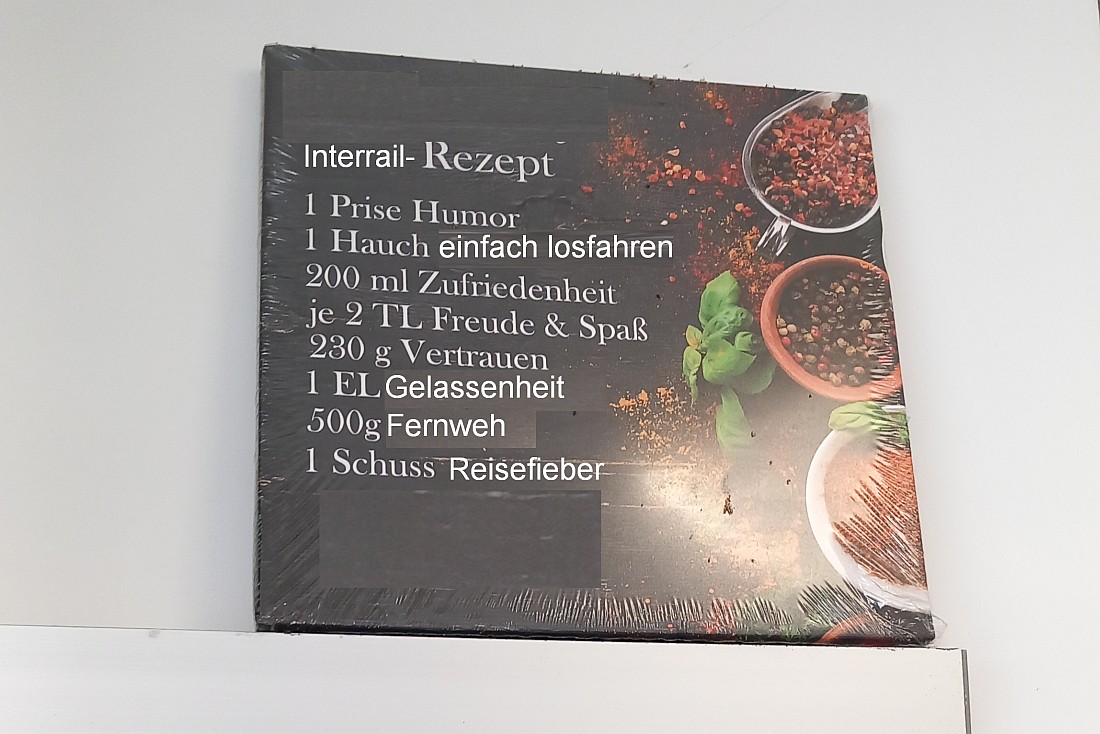 Interrail- Rezept
1 Prise Humor
1 Hauch einfach losfahren
200 ml Zufriedenheit
je 2 TL Freude & Spaß
230 g Vertrauen
1 EL Gelassenheit
500g Fernweh
1 Schuss Reisefieber